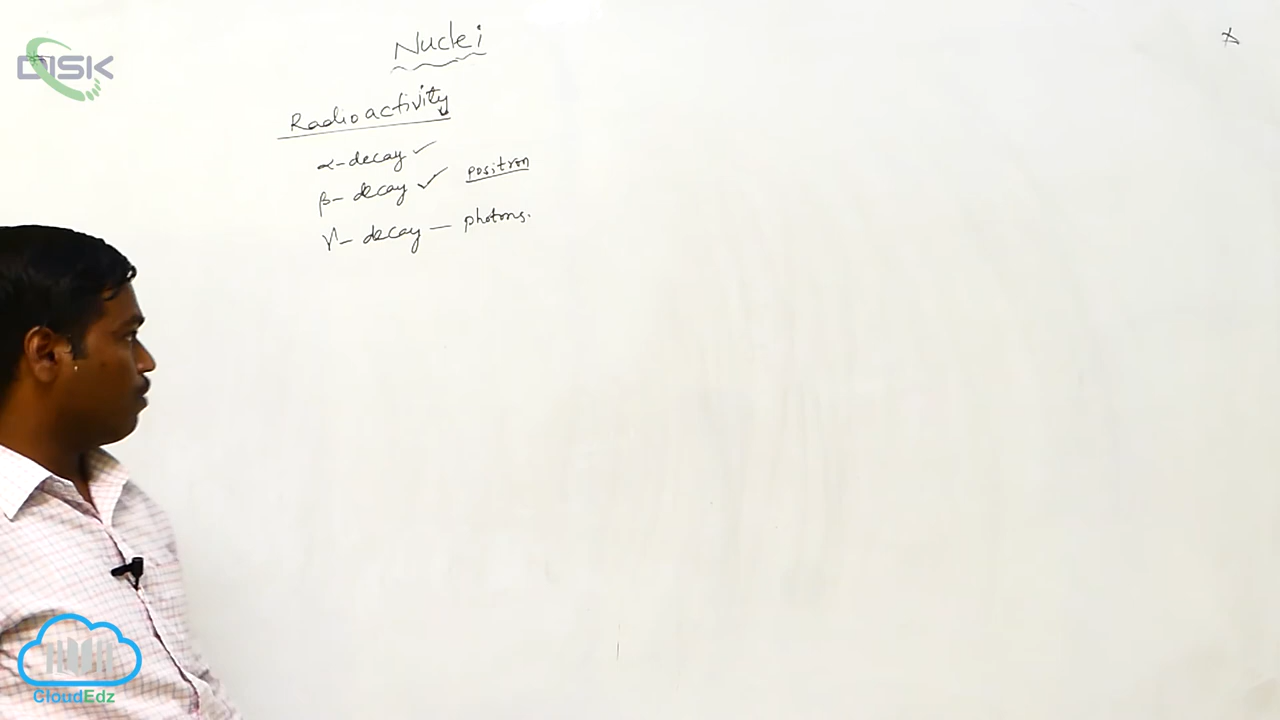 Nuclei
DISK
Radioactivity
α-decay ✓
β- decay ✓ positron
γ- decay — photons.
CloudEdz